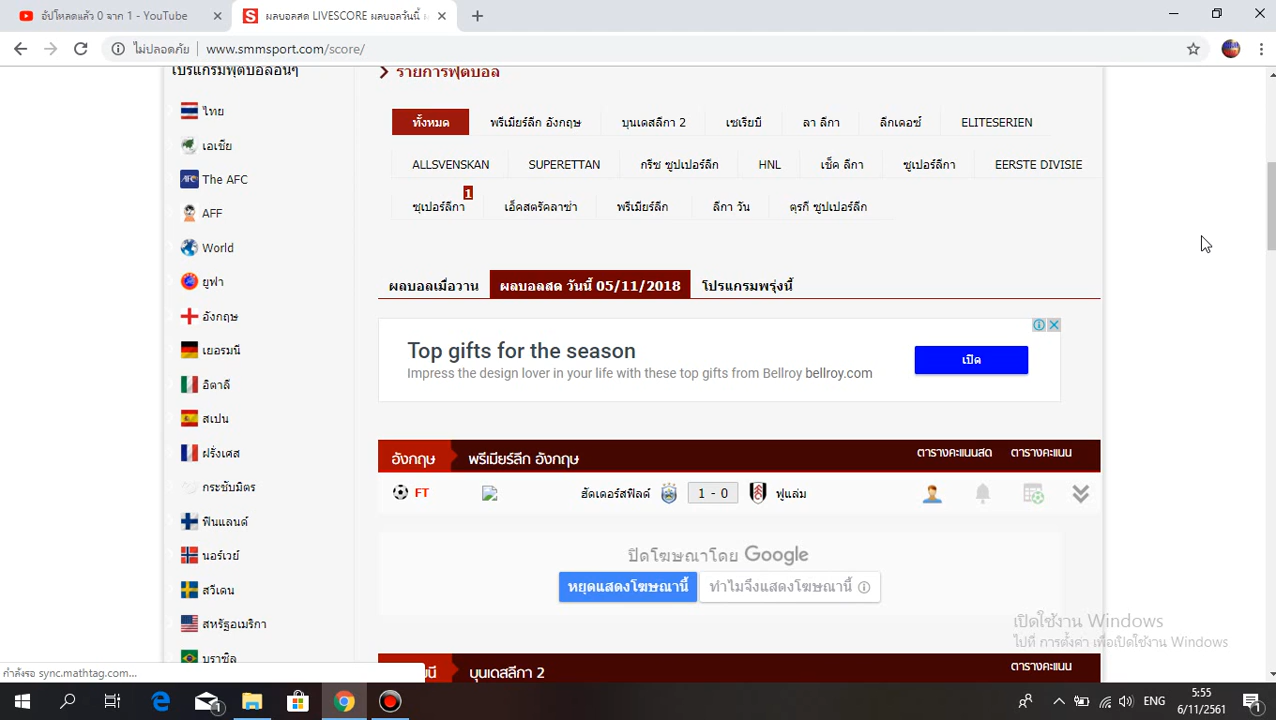 อัปโหลดแล้ว 0 จาก 1 - YouTube
ผลบอลสด LIVESCORE ผลบอลวันนี้
ไม่ปลอดภัย
www.smmsport.com/score/
โปรแกรมฟุตบอลอื่นๆ
ไทย
เอเชีย
The AFC
AFF
World
ยูฟา
อังกฤษ
เยอรมนี
อิตาลี
สเปน
ฝรั่งเศส
กระชับมิตร
ฟินแลนด์
นอร์เวย์
สวีเดน
สหรัฐอเมริกา
บราซิล
รายการฟุตบอล
ทั้งหมด พรีเมียร์ลีก อังกฤษ บุนเดสลีกา 2 เซเรียบี ลา ลีกา ลีกเดอซ์ ELITESERIEN
ALLSVENSKAN SUPERETTAN กรีซ ซูปเปอร์ลีก HNL เช็ค ลีกา ซูเปอร์ลีกา EERSTE DIVISIE
1
ซุเปอร์ลีกา เอ็คสตรัคลาซ่า พรีเมียร์ลีก ลีกา วัน ตุรกี ซูปเปอร์ลีก
ผลบอลเมื่อวาน ผลบอลสด วันนี้ 05/11/2018 โปรแกรมพรุ่งนี้
Top gifts for the season
Impress the design lover in your life with these top gifts from Bellroy bellroy.com
เปิด
อังกฤษ พรีเมียร์ลีก อังกฤษ ตารางคะแนนสด ตารางคะแนน
FT ฮัดเดอร์สฟิลด์ 1 - 0 ฟูแล่ม
ปิดโฆษณาโดย Google
หยุดแสดงโฆษณานี้ ทำไมจึงแสดงโฆษณานี้
เปิดใช้งาน Windows
ไปที่ การตั้งค่า เพื่อเปิดใช้งาน Windows
บุนเดสลีกา 2 ตารางคะแนน
กำลังรอ sync.mathtag.com...
1
ENG
5:55
6/11/2561
1